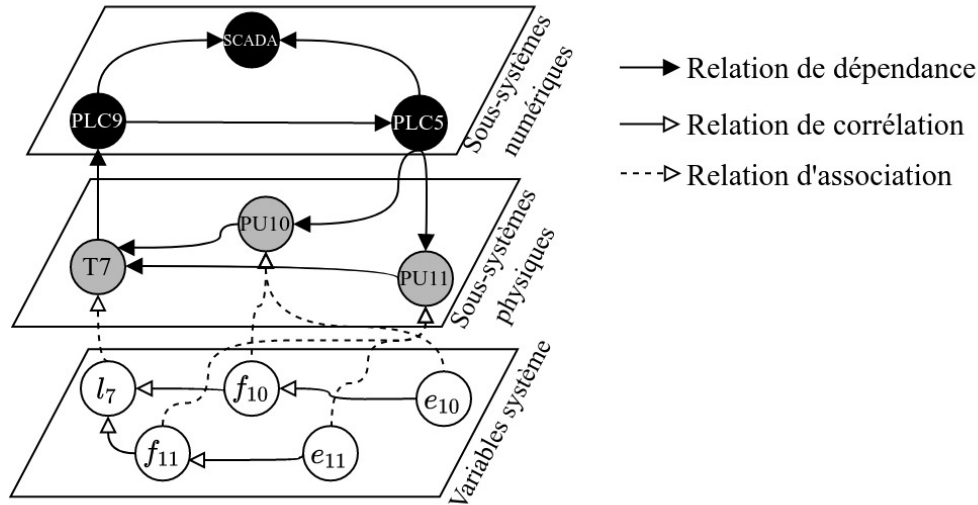 SCADA
PLC9
PLC5
Sous-systèmes
numériques
PU10
T7
PU11
Sous-systèmes
physiques
l7
f10
e10
f11
e11
Variables système
Relation de dépendance
Relation de corrélation
Relation d'association